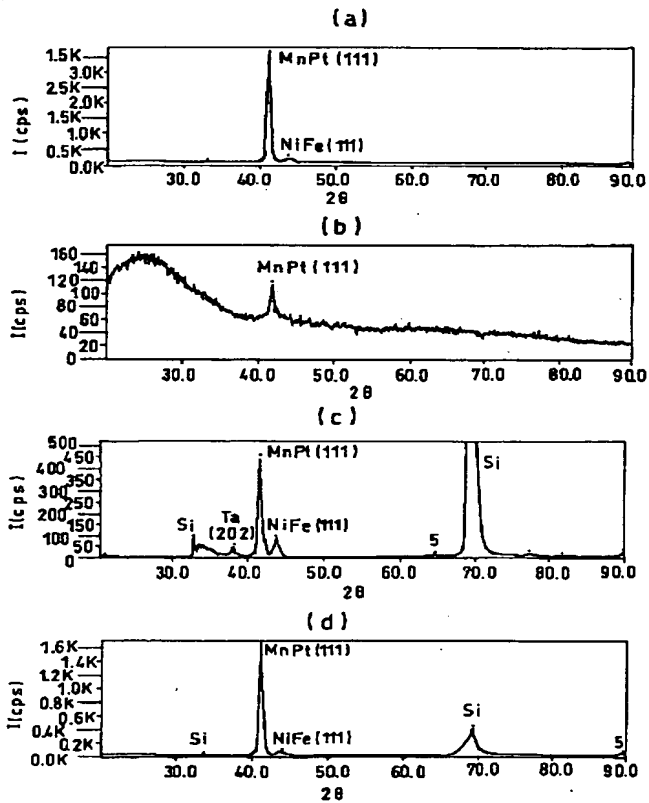 (a)
1.5K
3.0K
2.5K
1.5K
1.0K
0.5K
0.0K
I (cps)
MnPt (111)
NiFe (111)
30.0 40.0 50.0 60.0 70.0 80.0 90.0
2θ
(b)
160
140
120
100
80
60
40
20
0
I(cps)
MnPt (111)
30.0 40.0 50.0 60.0 70.0 80.0 90.0
2θ
(c)
500
450
400
350
300
250
200
150
100
50
0
I(cps)
Si
Ta
(202)
MnPt (111)
NiFe (111)
5
Si
30.0 40.0 50.0 60.0 70.0 80.0 90.0
2θ
(d)
1.6K
1.4K
1.2K
1.0K
0.8K
0.6K
0.4K
0.2K
0.0K
I(cps)
Si
MnPt (111)
NiFe (111)
Si
5
30.0 40.0 50.0 60.0 70.0 80.0 90.0
2θ